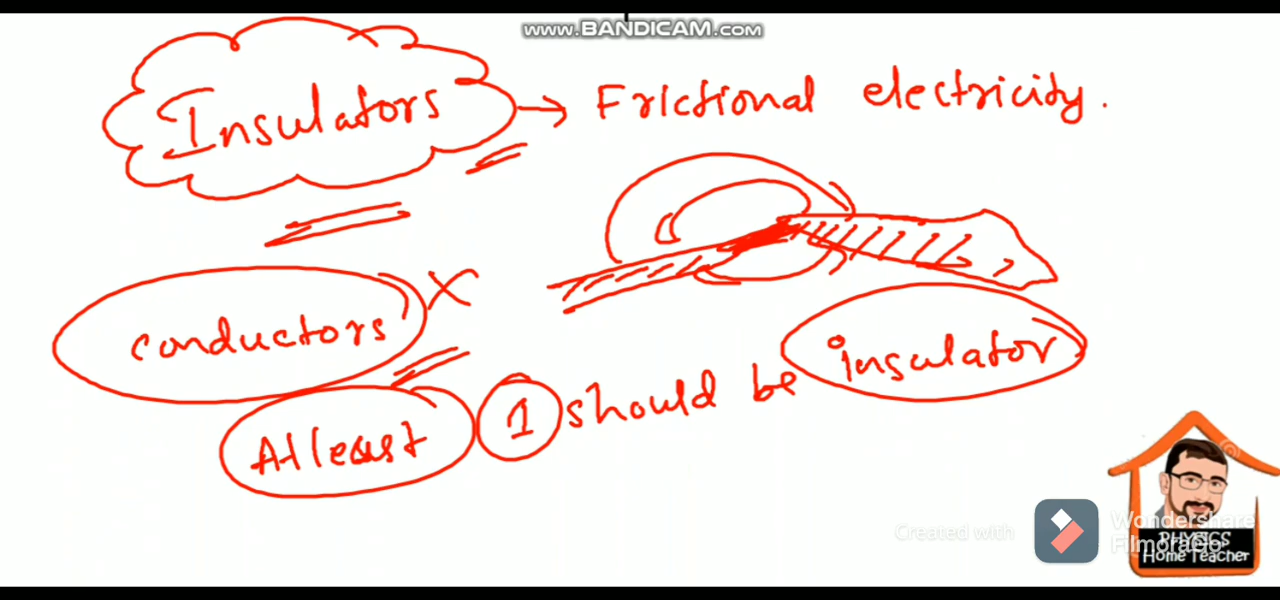 www.BANDICAM.com
Insulators → Frictional electricity.
conductors ×
Atleast 1 should be insulator
Created with
Wondershare
Filmora
PHYSICS
Home Teacher